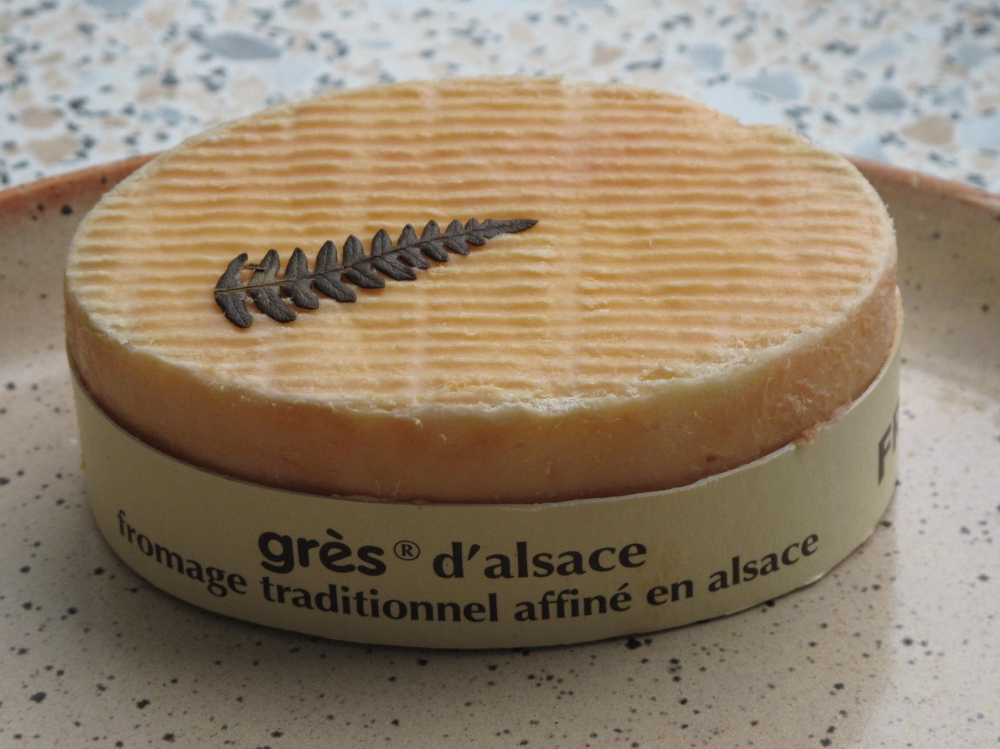 grès® d'alsace
fromage traditionnel affiné en alsace